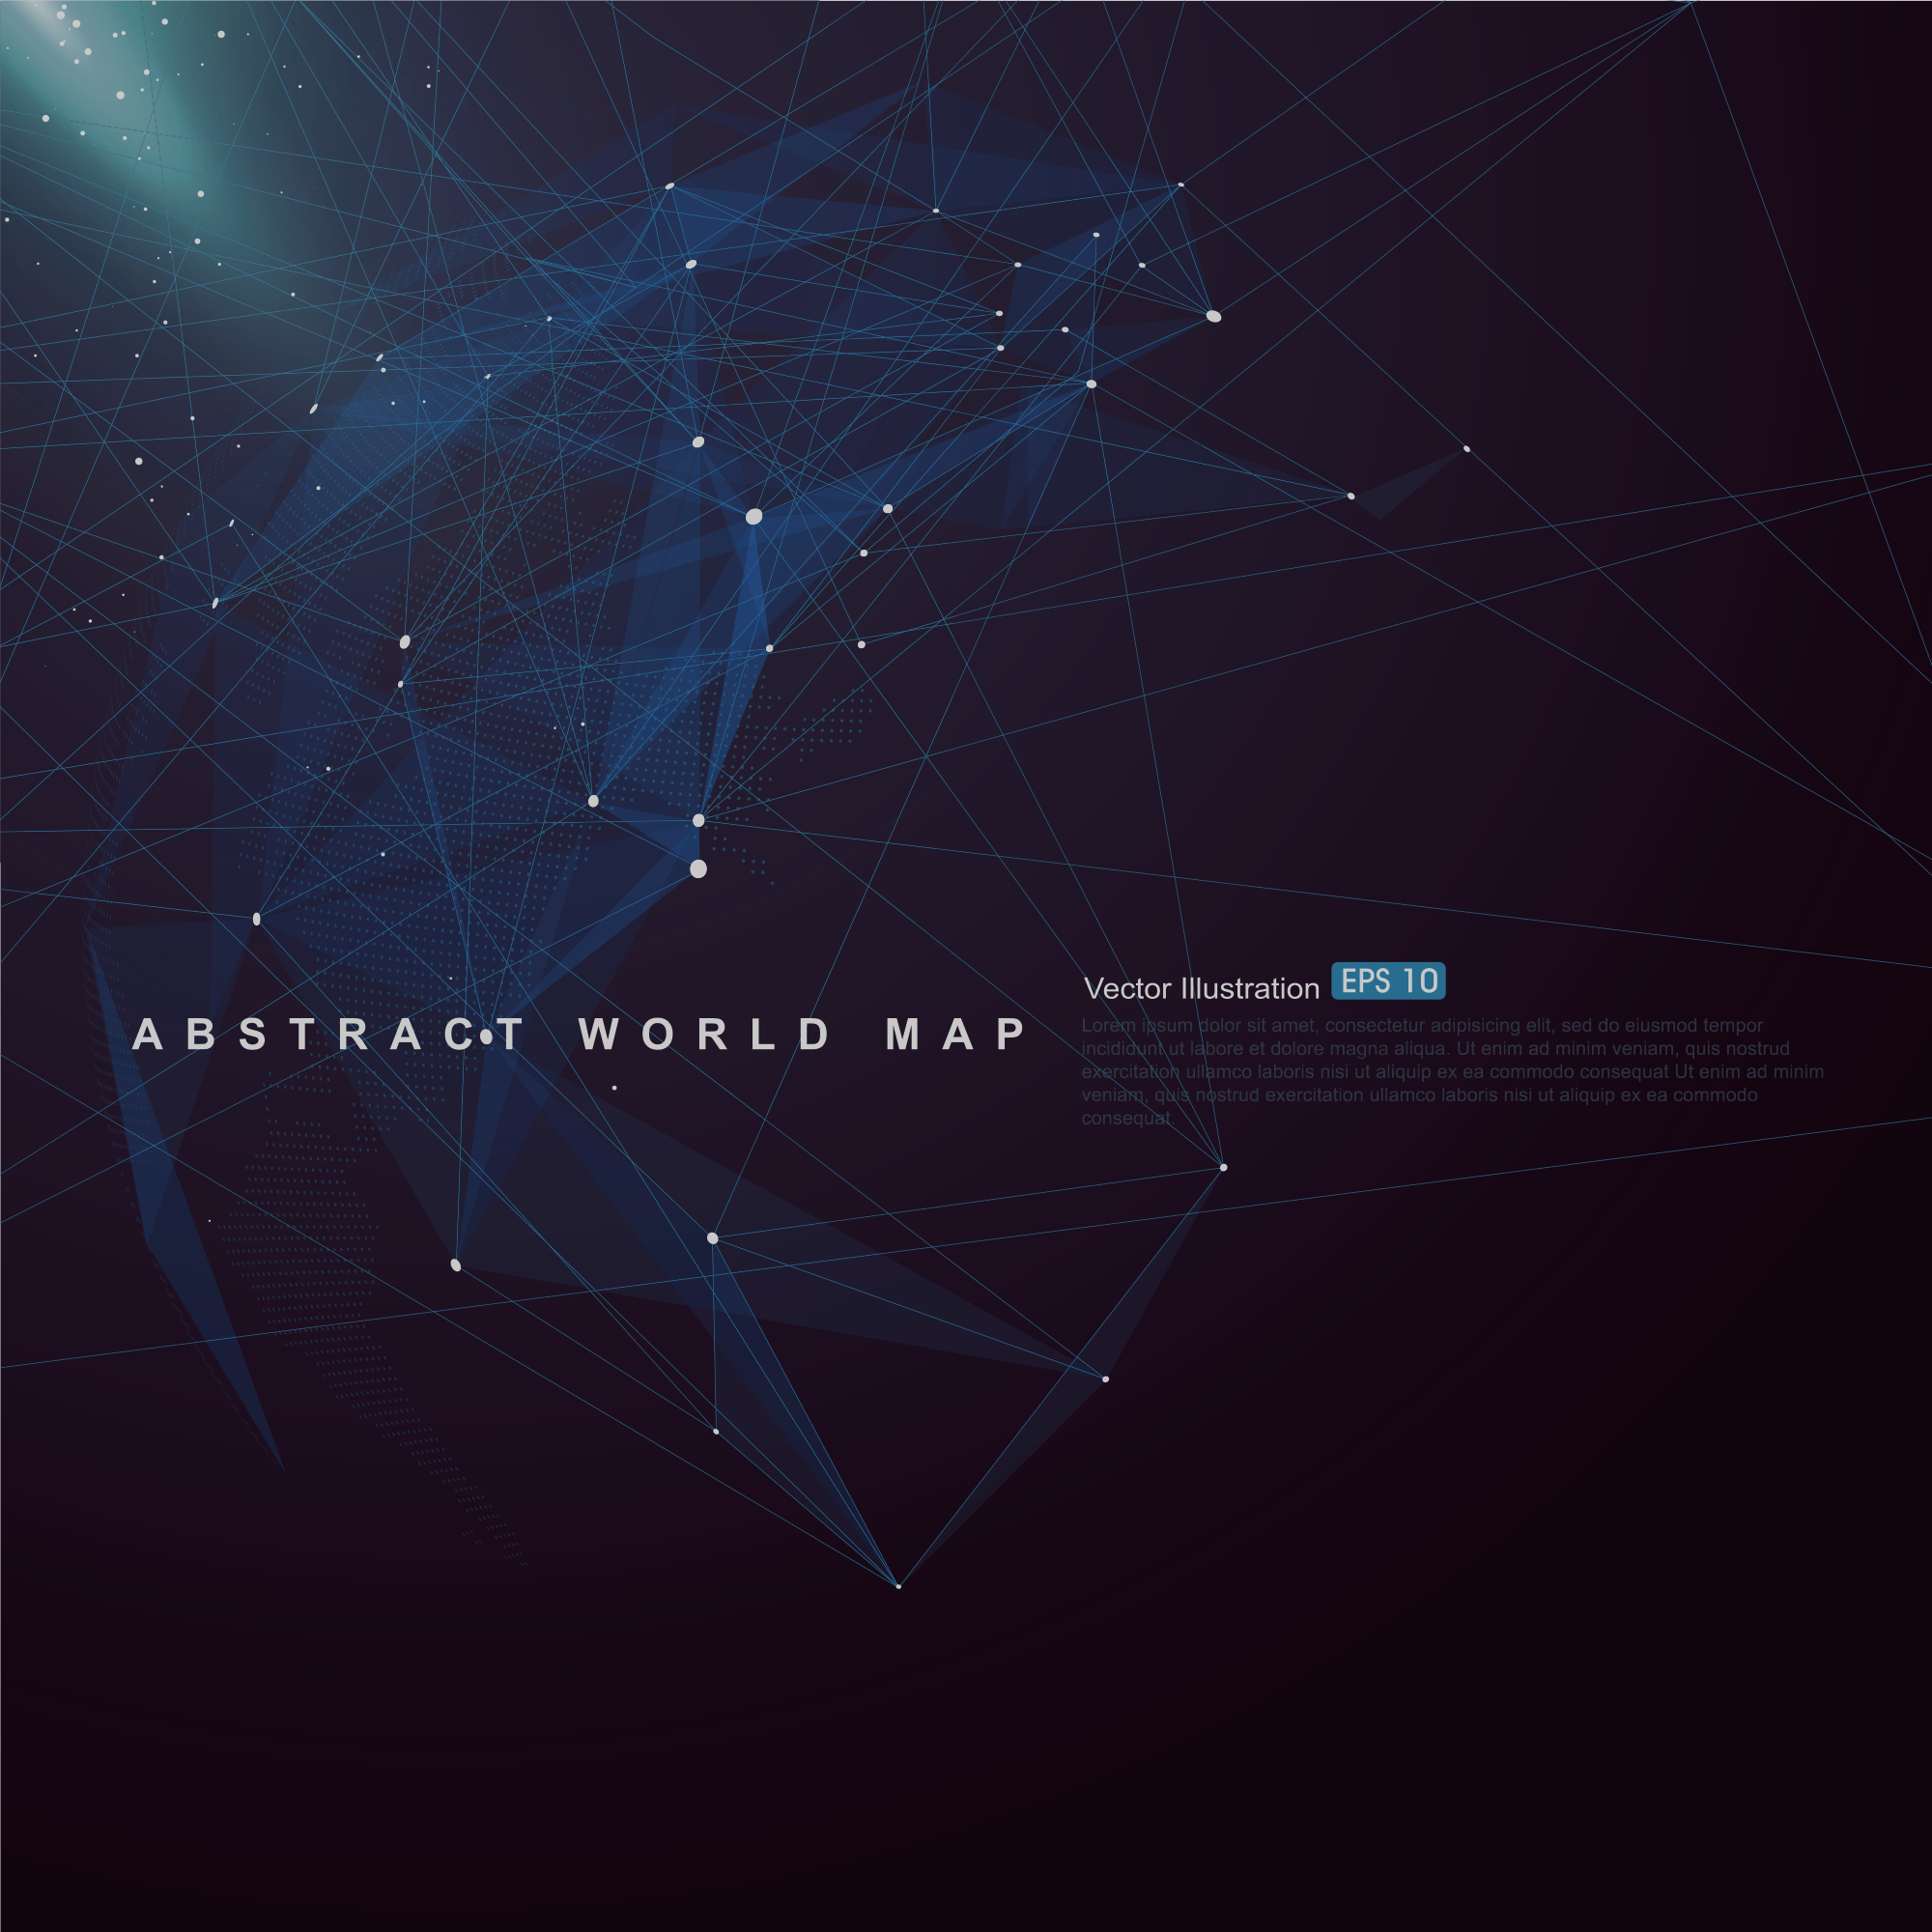 ABSTRACT WORLD MAP
Vector Illustration EPS 10
Lorem ipsum dolor sit amet, consectetur adipisicing elit, sed do eiusmod tempor
incididunt ut labore et dolore magna aliqua. Ut enim ad minim veniam, quis nostrud
exercitation ullamco laboris nisi ut aliquip ex ea commodo consequat Ut enim ad minim
veniam, quis nostrud exercitation ullamco laboris nisi ut aliquip ex ea commodo
consequat.